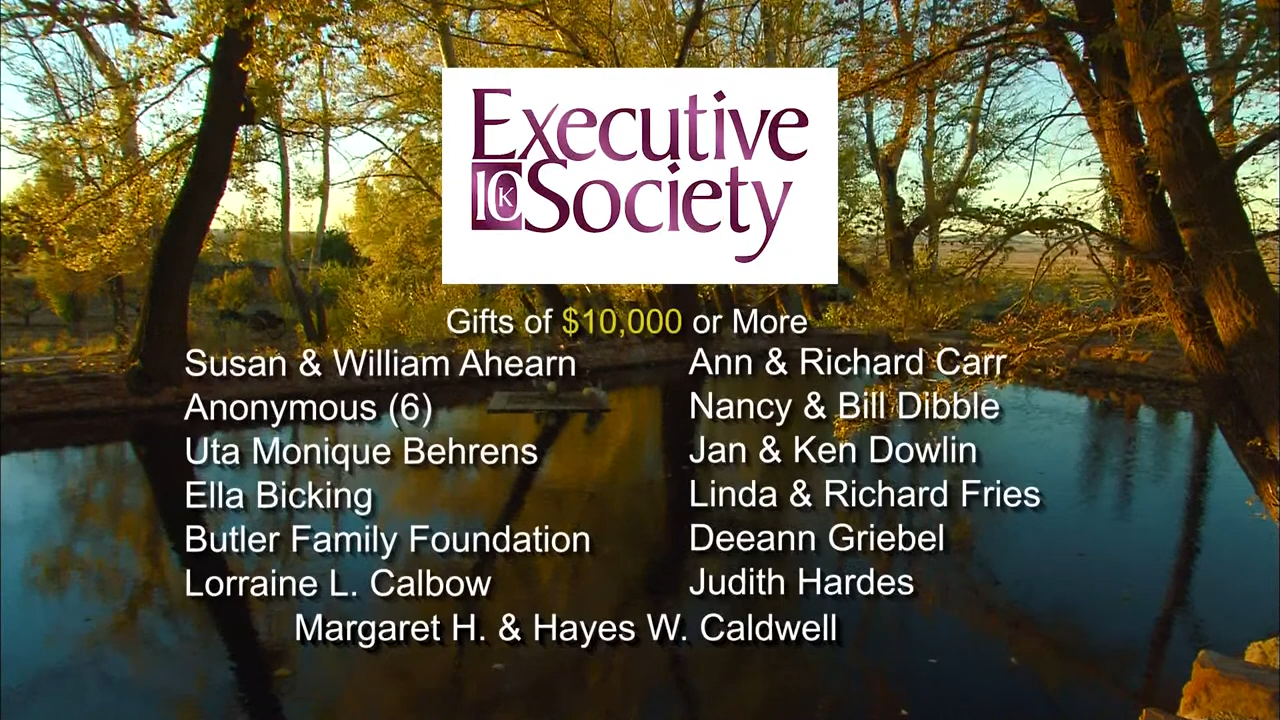 Executive
10K Society
Gifts of $10,000 or More
Susan & William Ahearn
Anonymous (6)
Uta Monique Behrens
Ella Bicking
Butler Family Foundation
Lorraine L. Calbow
Ann & Richard Carr
Nancy & Bill Dibble
Jan & Ken Dowlin
Linda & Richard Fries
Deeann Griebel
Judith Hardes
Margaret H. & Hayes W. Caldwell